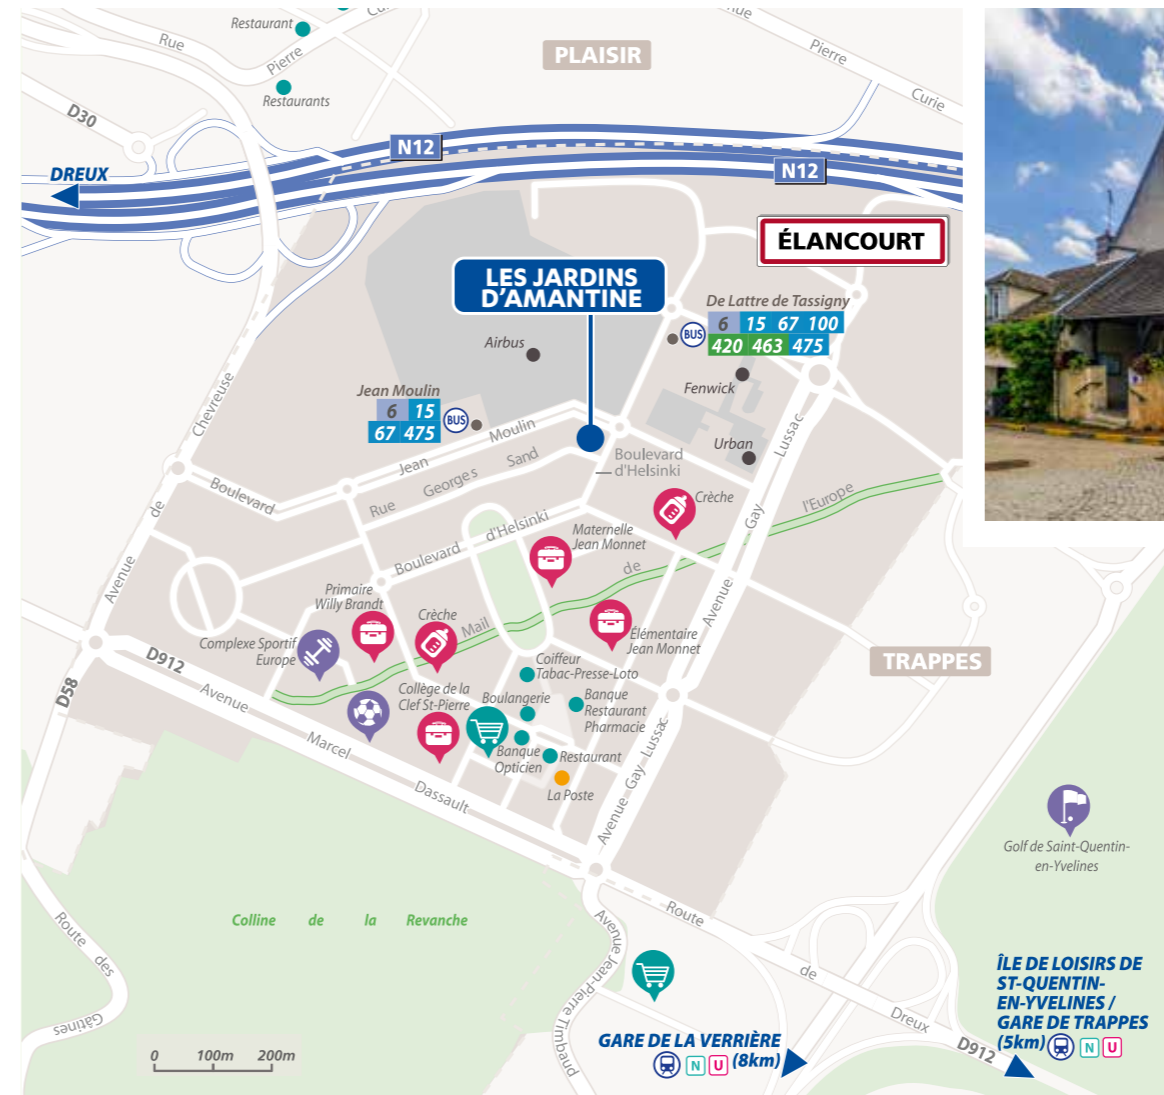 Restaurant
Rue
Pierre
Cu
ue
Pierre
Curie
PLAISIR
Restaurants
D30
N12
N12
DREUX
ÉLANCOURT
LES JARDINS
D'AMANTINE
De Lattre de Tassigny
BUS
6 15 67 100
420 463 475
Airbus
Fenwick
Jean Moulin
6 15
67 475
BUS
Urban
Avenue de Chevreuse
Boulevard Jean Moulin
Rue Georges Sand
Boulevard
d'Helsinki
Boulevard d'Helsinki
Crèche
Maternelle
Jean Monnet
Mail de l'Europe
Avenue Gay Lussac
Primaire
Willy Brandt
Crèche
Élémentaire
Jean Monnet
Complexe Sportif
Europe
TRAPPES
D912
D58
Avenue Marcel Dassault
Collège de la
Clef St-Pierre
Coiffeur
Tabac-Presse-Loto
Boulangerie
Banque
Restaurant
Pharmacie
Banque
Opticien
Restaurant
La Poste
Avenue Gay Lussac
Golf de Saint-Quentin-
en-Yvelines
Colline de la Revanche
Route des Gâtines
Avenue Jean-Pierre Timbaud
Route de Dreux
D912
0 100m 200m
GARE DE LA VERRIÈRE
N U (8km)
ÎLE DE LOISIRS DE
ST-QUENTIN-
EN-YVELINES /
GARE DE TRAPPES
(5km) N U